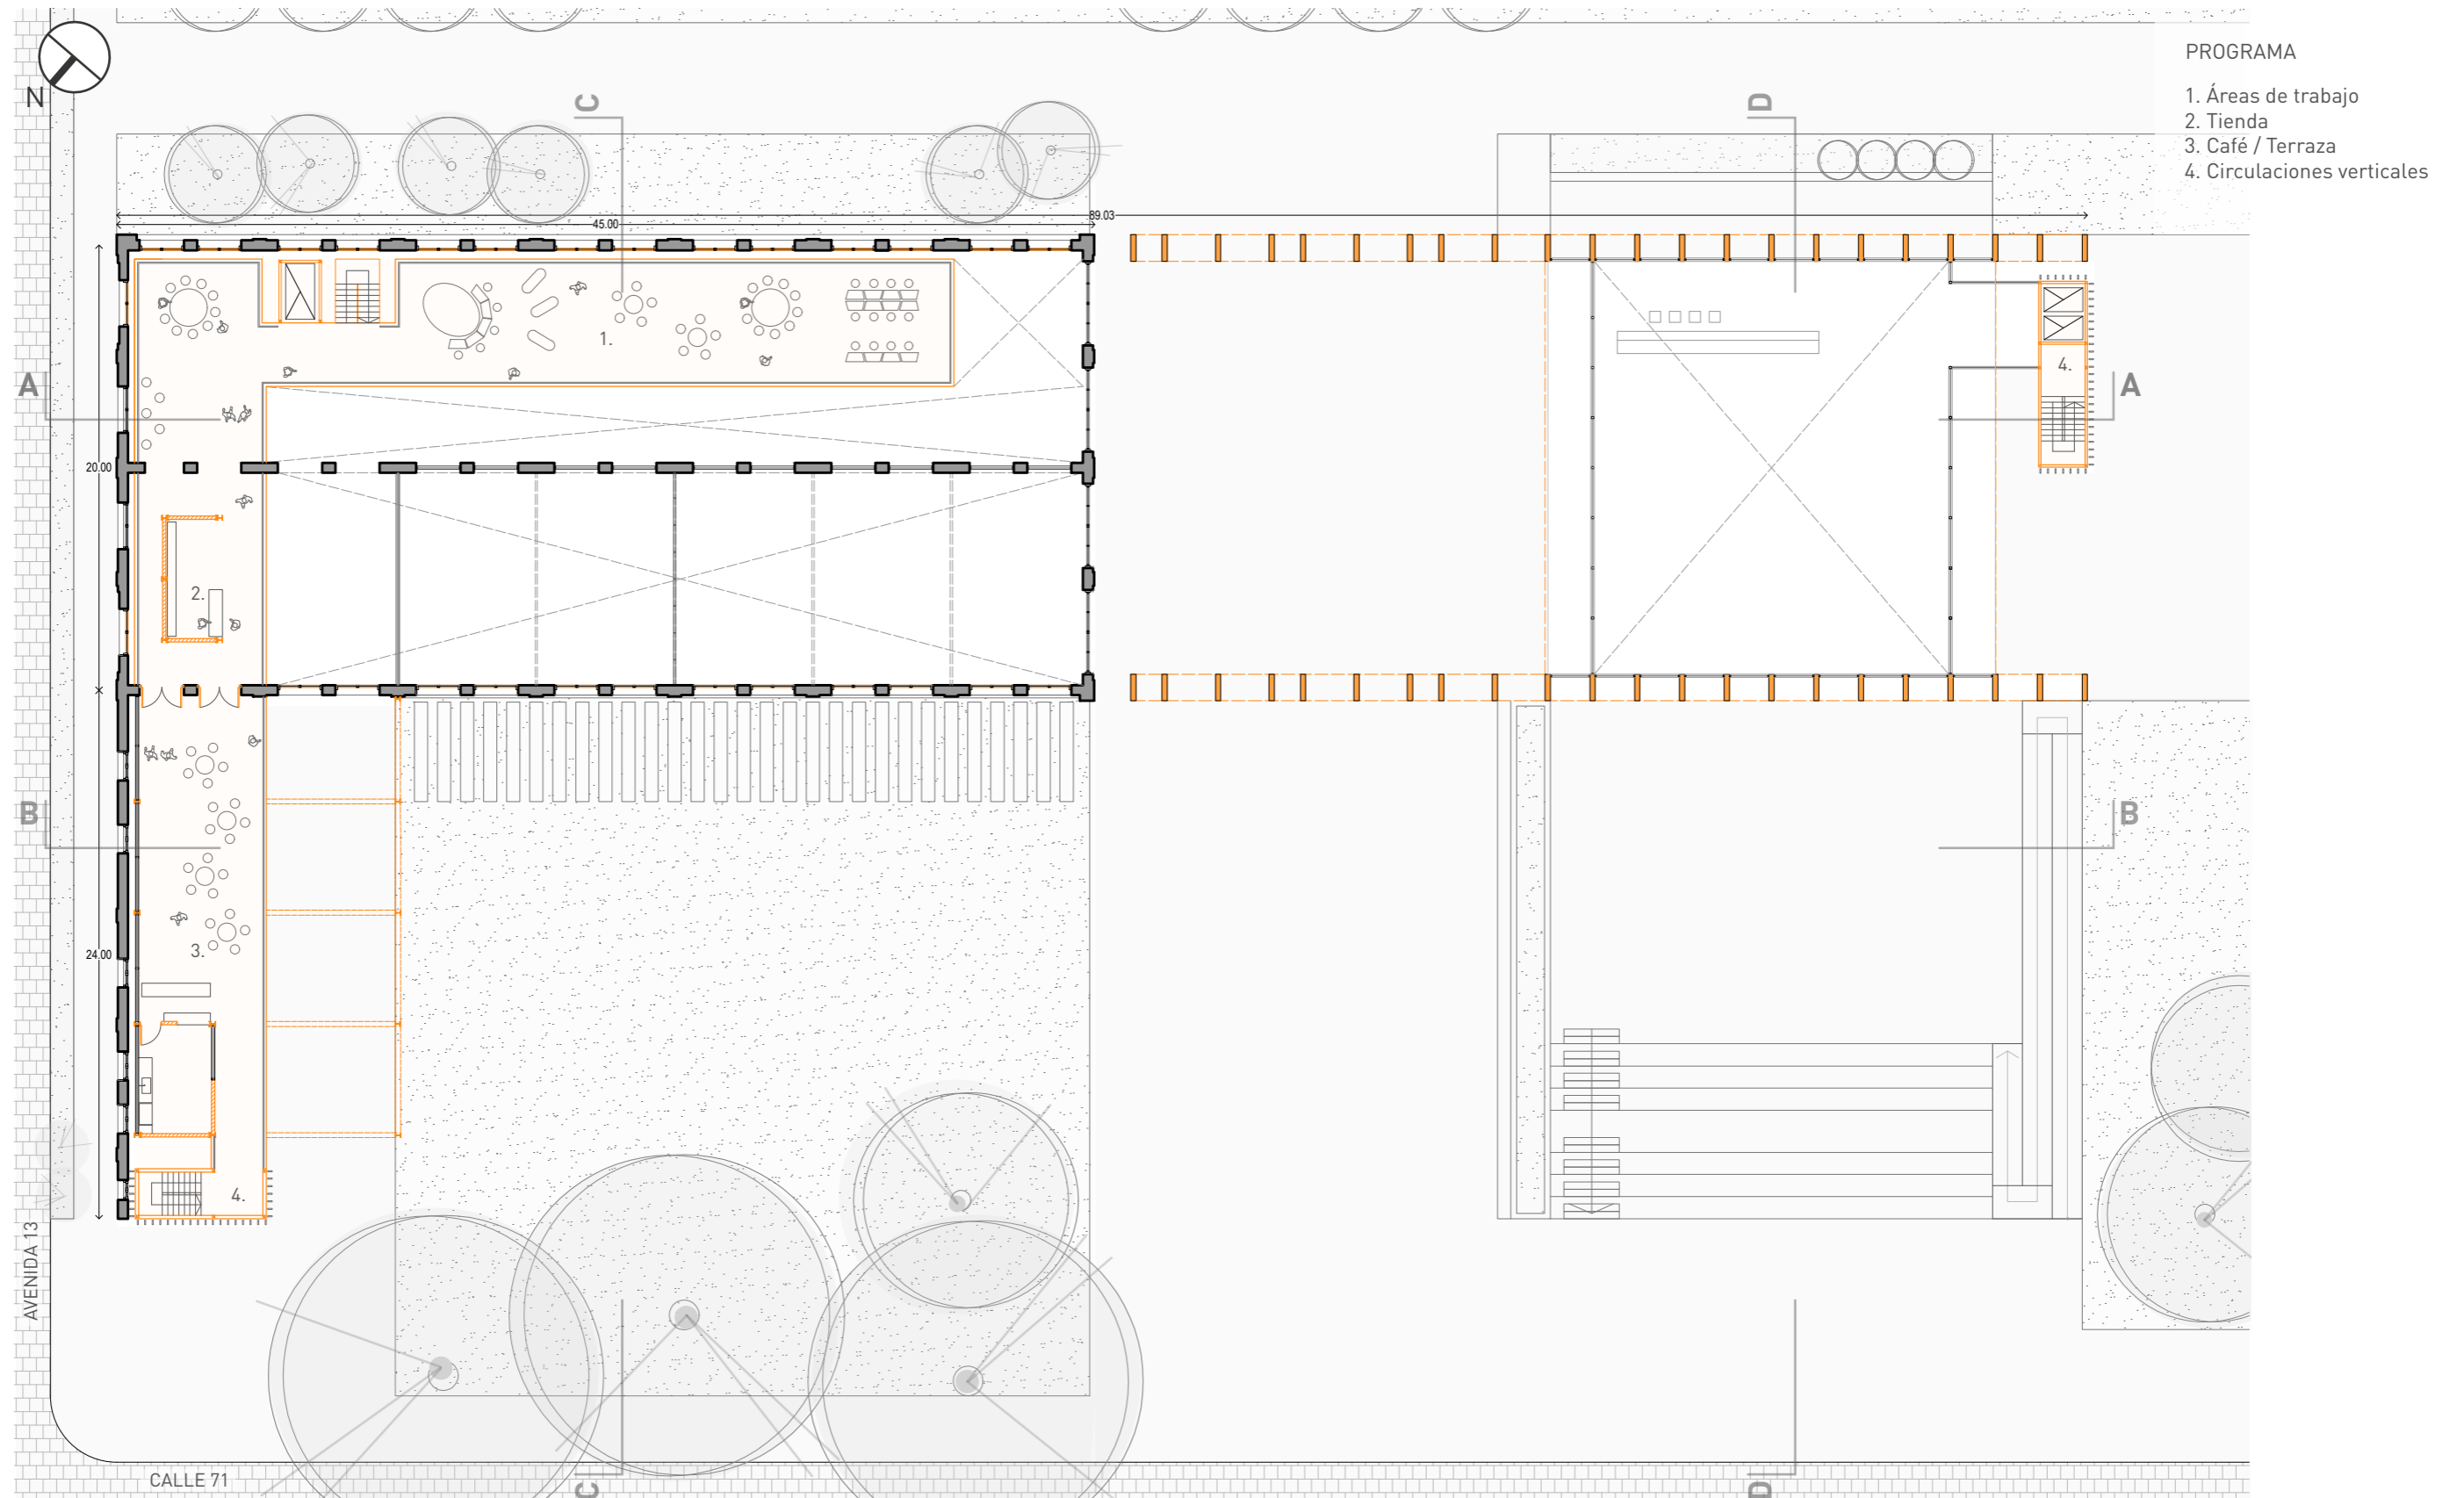 PROGRAMA
1. Áreas de trabajo
2. Tienda
3. Café / Terraza
4. Circulaciones verticales
N
C
D
89.03
45.00
1.
4.
A
A
20.00
2.
B
B
3.
24.00
4.
AVENIDA 13
CALLE 71
C
D